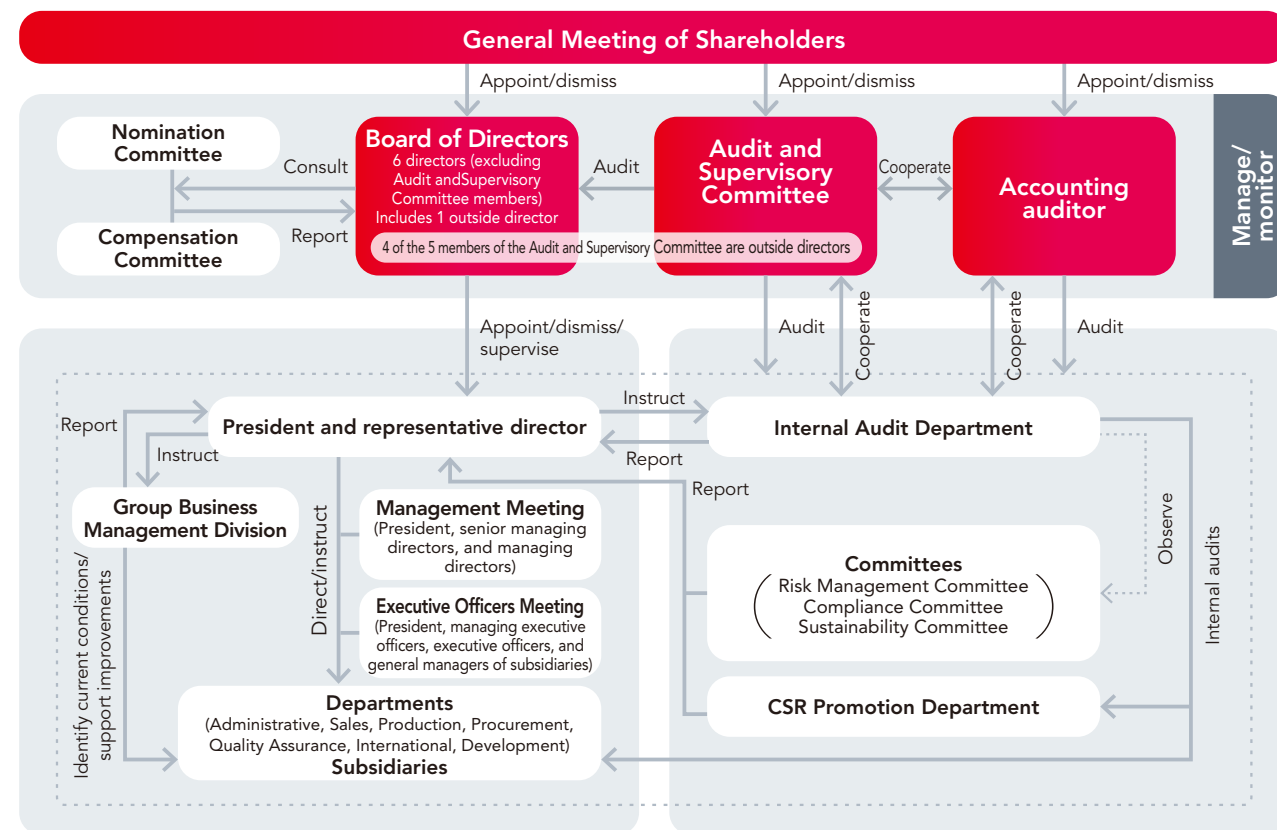 General Meeting of Shareholders
Appoint/dismiss
Appoint/dismiss
Appoint/dismiss
Nomination
Committee
Consult
Report
Compensation
Committee
Board of Directors
6 directors (excluding
Audit andSupervisory
Committee members)
Includes 1 outside director
Audit
Audit and
Supervisory
Committee
Cooperate
Accounting
auditor
4 of the 5 members of the Audit and Supervisory Committee are outside directors
Manage/
monitor
Appoint/dismiss/
supervise
Audit
Cooperate
Cooperate
Audit
Report
President and representative director
Instruct
Instruct
Report
Internal Audit Department
Report
Group Business
Management Division
Direct/instruct
Management Meeting
(President, senior managing
directors, and managing
directors)
Executive Officers Meeting
(President, managing executive
officers, executive officers, and
general managers of subsidiaries)
Identify current conditions/
support improvements
Departments
(Administrative, Sales, Production, Procurement,
Quality Assurance, International, Development)
Subsidiaries
Committees
(Risk Management Committee
Compliance Committee
Sustainability Committee)
Observe
Internal audits
CSR Promotion Department